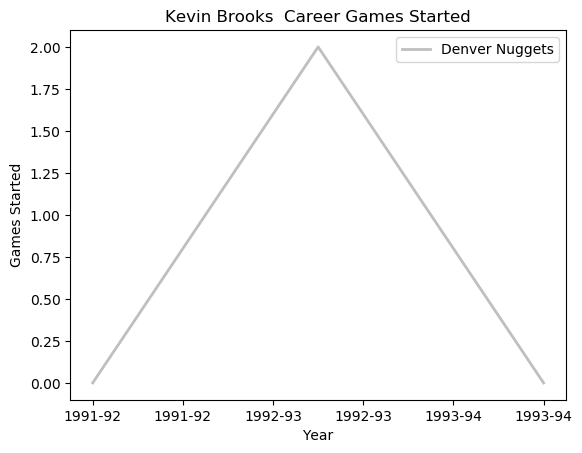 Kevin Brooks  Career Games Started
Denver Nuggets
Games Started
2.00
1.75
1.50
1.25
1.00
0.75
0.50
0.25
0.00
1991-92 1991-92 1992-93 1992-93 1993-94 1993-94
Year